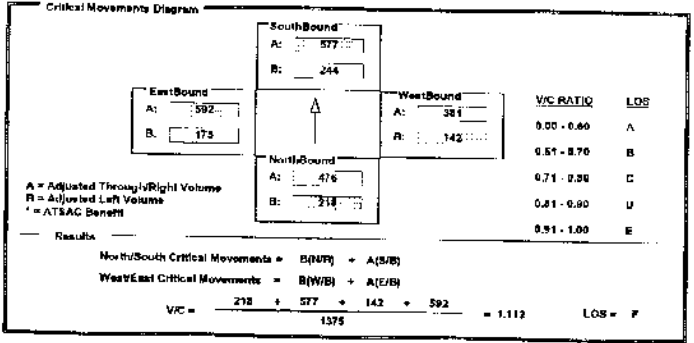 Critical Movements Diagram
SouthBound
A: 577
B: 244
EastBound
A: 592
B: 175
WestBound
A: 381
B: 142
NorthBound
A: 476
B: 218
V/C RATIO LOS
0.00 - 0.60 A
0.61 - 0.70 B
0.71 - 0.80 C
0.81 - 0.90 D
0.91 - 1.00 E
A = Adjusted Through/Right Volume
B = Adjusted Left Volume
* = ATSAC Benefit
Results
North/South Critical Movements = B(N/B) + A(S/B)
West/East Critical Movements = B(W/B) + A(E/B)
V/C = 218 + 577 + 142 + 592 = 1.112 LOS = F
1375